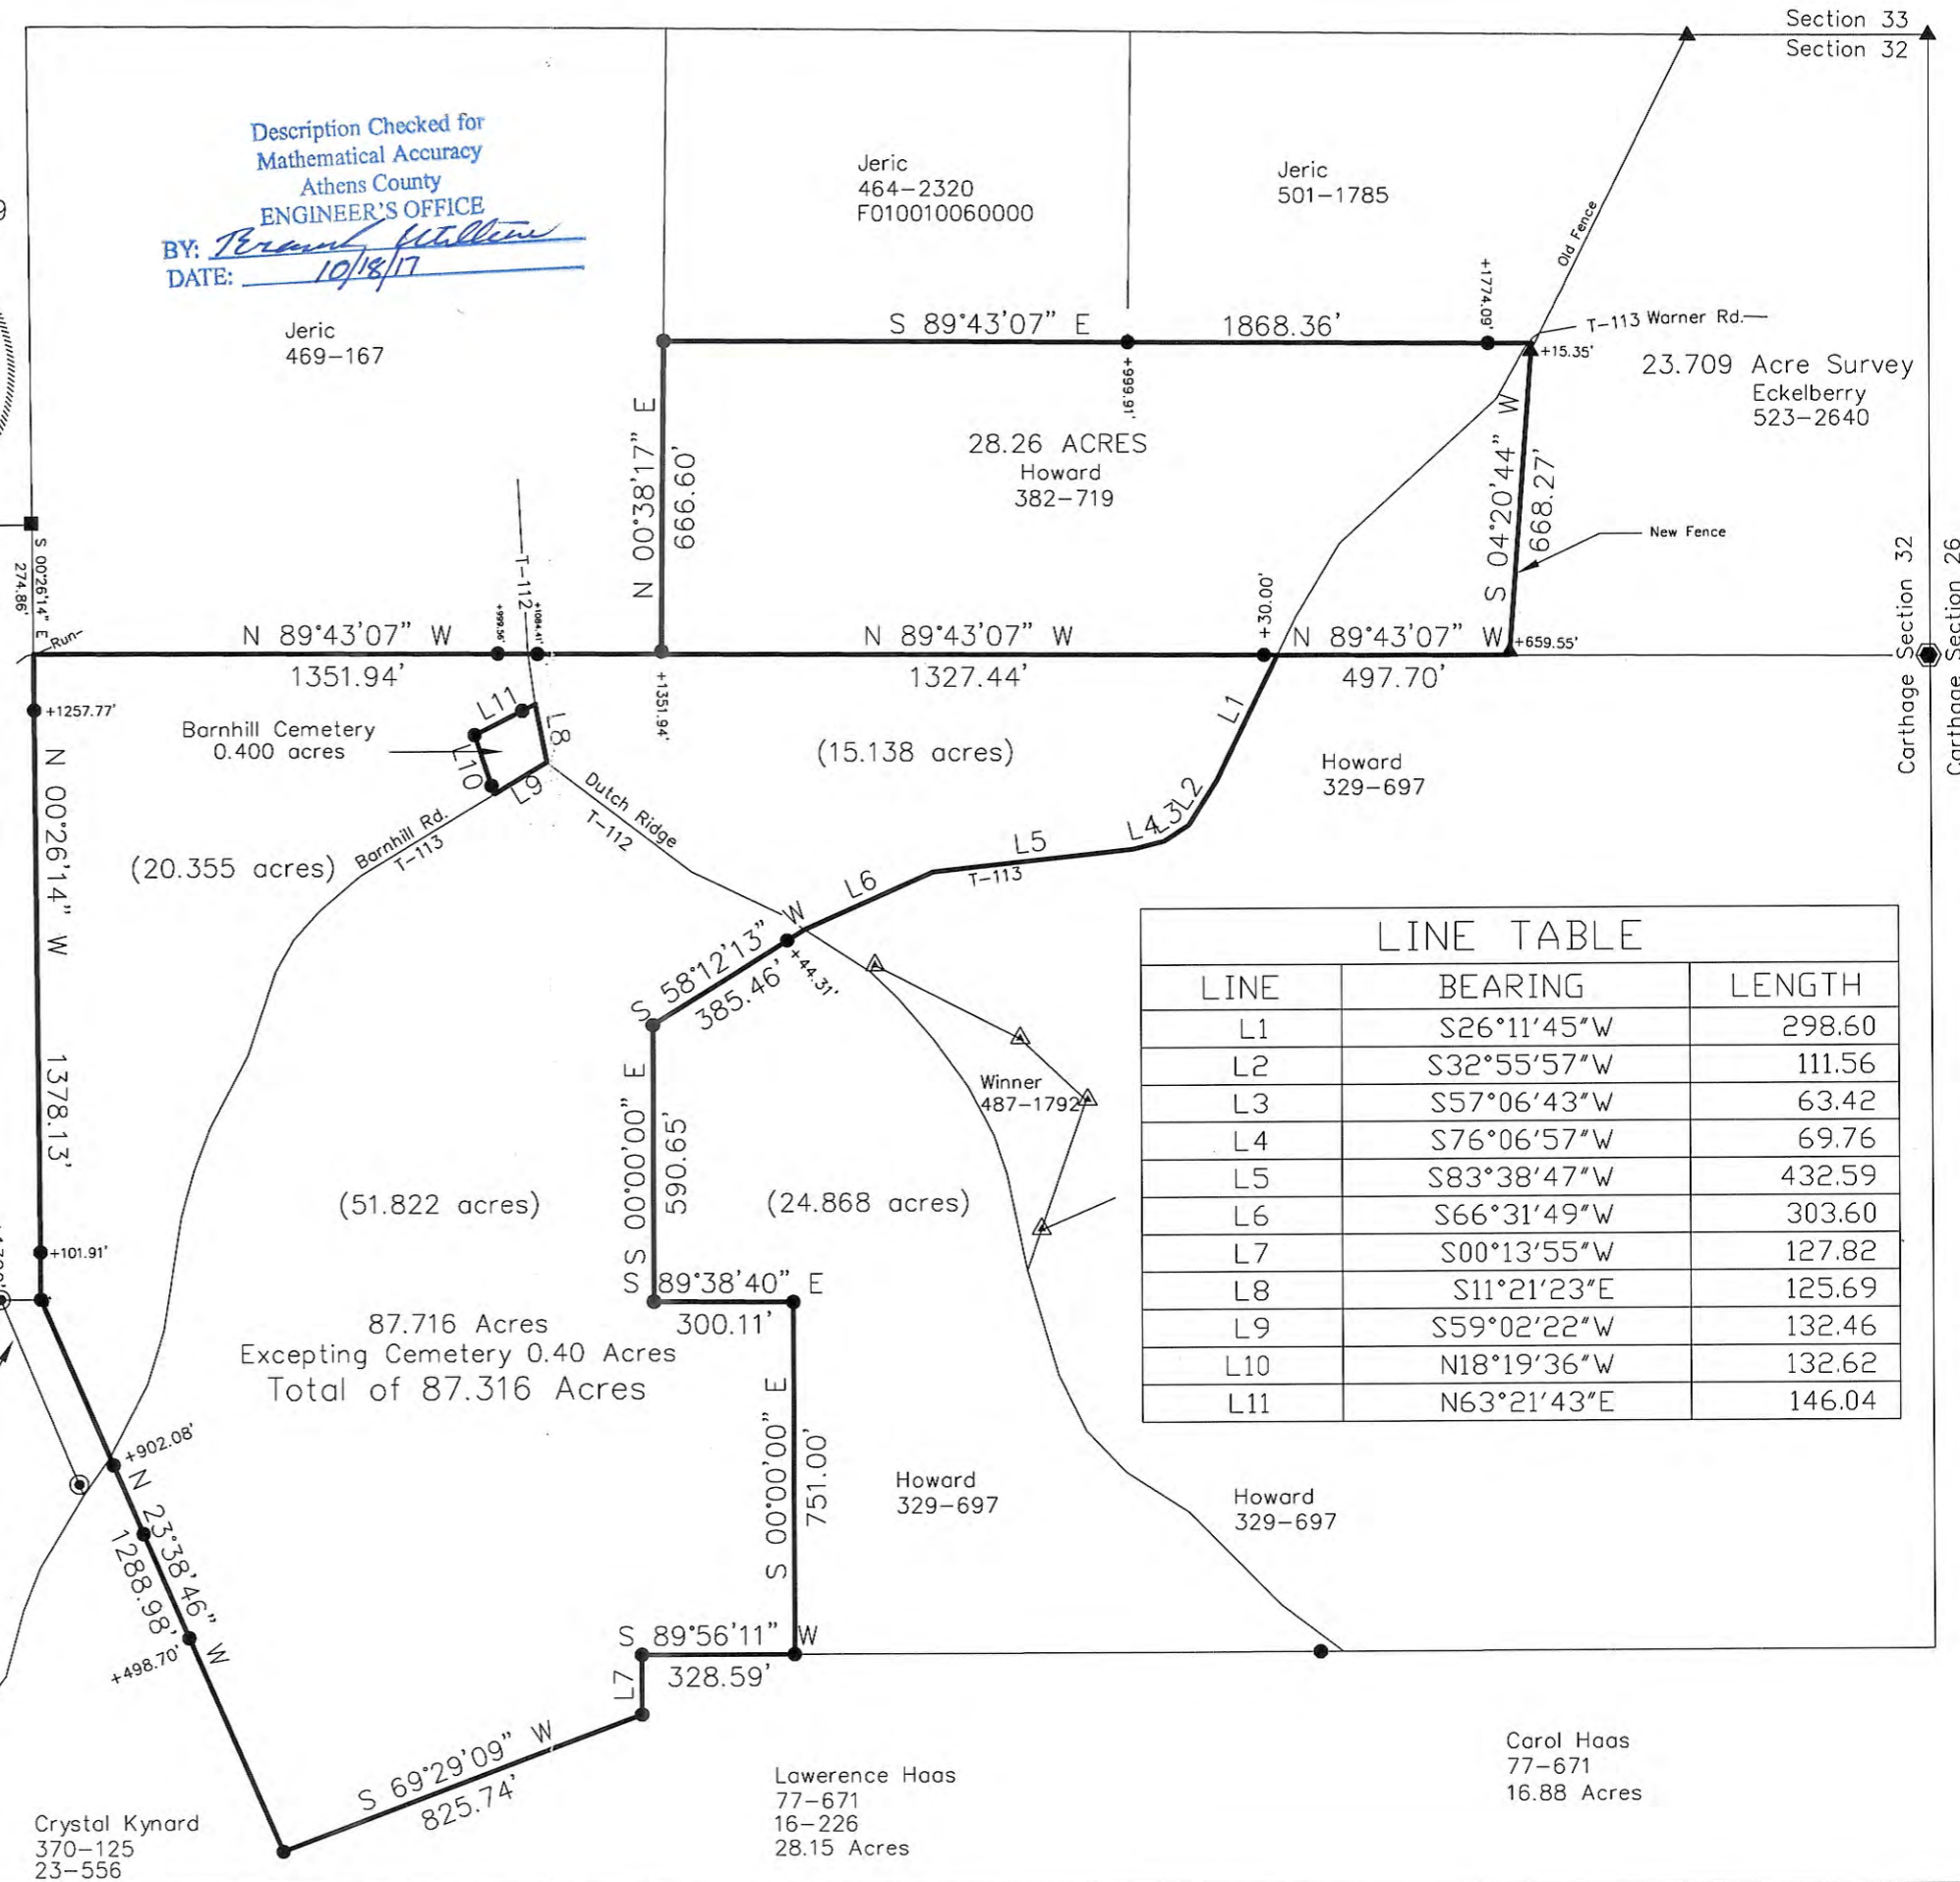 Section 33
Section 32
Description Checked for
Mathematical Accuracy
Athens County
ENGINEER'S OFFICE
BY:
DATE: 10/18/17
Jeric
469-167
Jeric
464-2320
F010010060000
Jeric
501-1785
Old Fence
S 89°43'07" E 1868.36'
+999.91'
+1774.09'
T-113 Warner Rd.
+15.35'
23.709 Acre Survey
Eckelberry
523-2640
28.26 ACRES
Howard
382-719
N 00°38'17" E
666.60'
S 04°20'44" W
668.27'
New Fence
Carthage Section 32
Carthage Section 26
S 00°26'14" E
274.86'
Run
T-112
N 89°43'07" W
1351.94'
+999.56'
+1084.41'
+1351.94'
N 89°43'07" W
1327.44'
+30.00'
N 89°43'07" W
497.70'
+659.55'
+1257.77'
Barnhill Cemetery
0.400 acres
L11
L8
L10
L9
Dutch Ridge
T-112
Barnhill Rd.
T-113
(15.138 acres)
L1
L2
L3
L4
L5
L6
T-113
Howard
329-697
(20.355 acres)
N 00°26'14" W
1378.13'
+101.91'
S 58°12'13" W
385.46'
+44.31'
S 00°00'00" E
590.65'
Winner
487-1792
(51.822 acres)
(24.868 acres)
S 89°38'40" E
300.11'
87.716 Acres
Excepting Cemetery 0.40 Acres
Total of 87.316 Acres
LINE TABLE
LINE BEARING LENGTH
L1 S26°11'45"W 298.60
L2 S32°55'57"W 111.56
L3 S57°06'43"W 63.42
L4 S76°06'57"W 69.76
L5 S83°38'47"W 432.59
L6 S66°31'49"W 303.60
L7 S00°13'55"W 127.82
L8 S11°21'23"E 125.69
L9 S59°02'22"W 132.46
L10 N18°19'36"W 132.62
L11 N63°21'43"E 146.04
S 00°00'00" E
751.00'
Howard
329-697
Howard
329-697
+902.08'
N 23°38'46" W
1288.98'
+498.70'
S 89°56'11" W
328.59'
L7
S 69°29'09" W
825.74'
Crystal Kynard
370-125
23-556
Lawerence Haas
77-671
16-226
28.15 Acres
Carol Haas
77-671
16.88 Acres